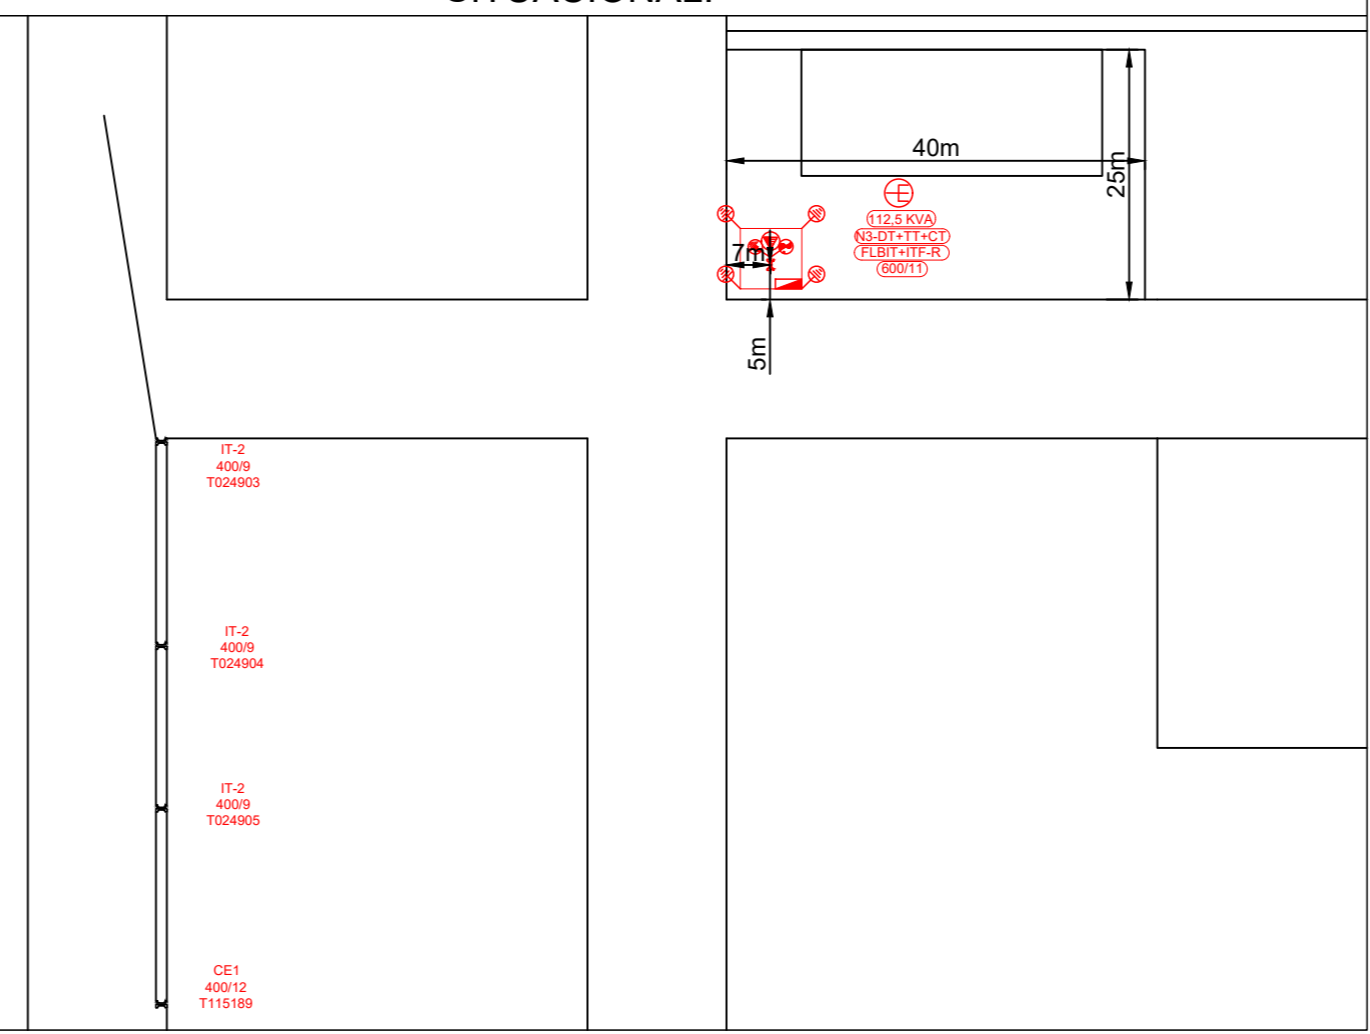 40m
25m
E
112,5 KVA
N3-DT+TT+CT
FLBIT+ITF-R
600/11
7m
5m
IT-2
400/9
T024903
IT-2
400/9
T024904
IT-2
400/9
T024905
CE1
400/12
T115189